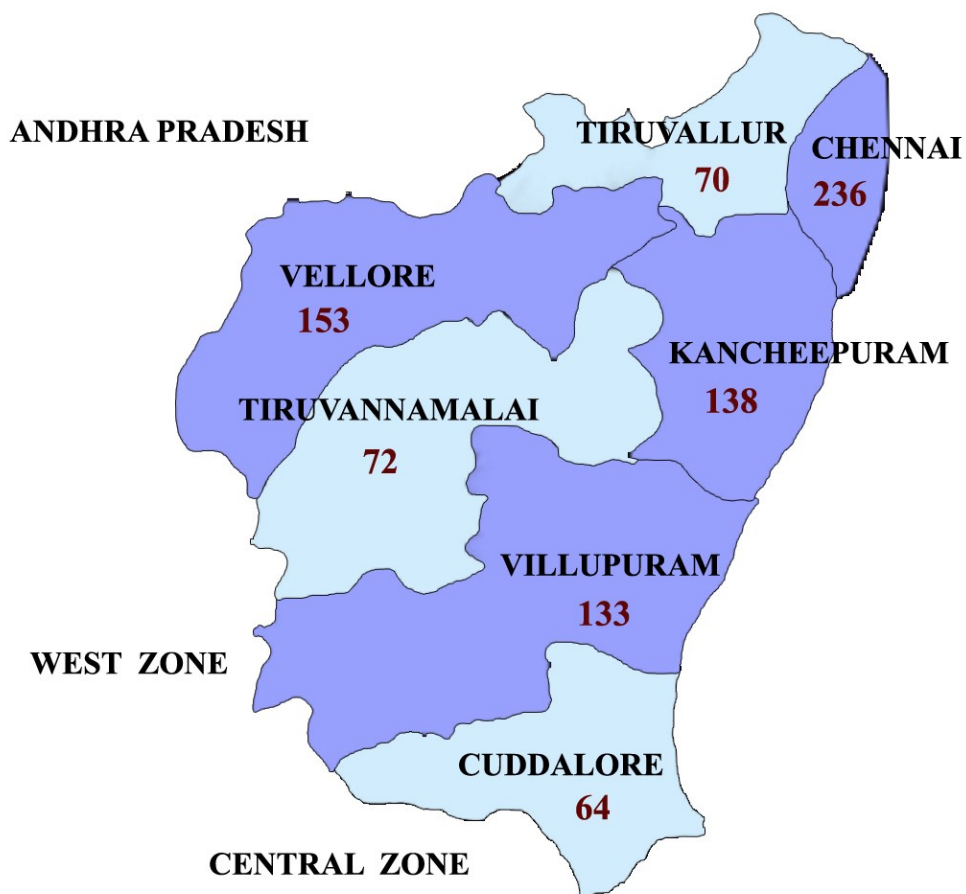 ANDHRA PRADESH
TIRUVALLUR
70
CHENNAI
236
VELLORE
153
KANCHEEPURAM
138
TIRUVANNAMALAI
72
VILLUPURAM
133
WEST ZONE
CUDDALORE
64
CENTRAL ZONE